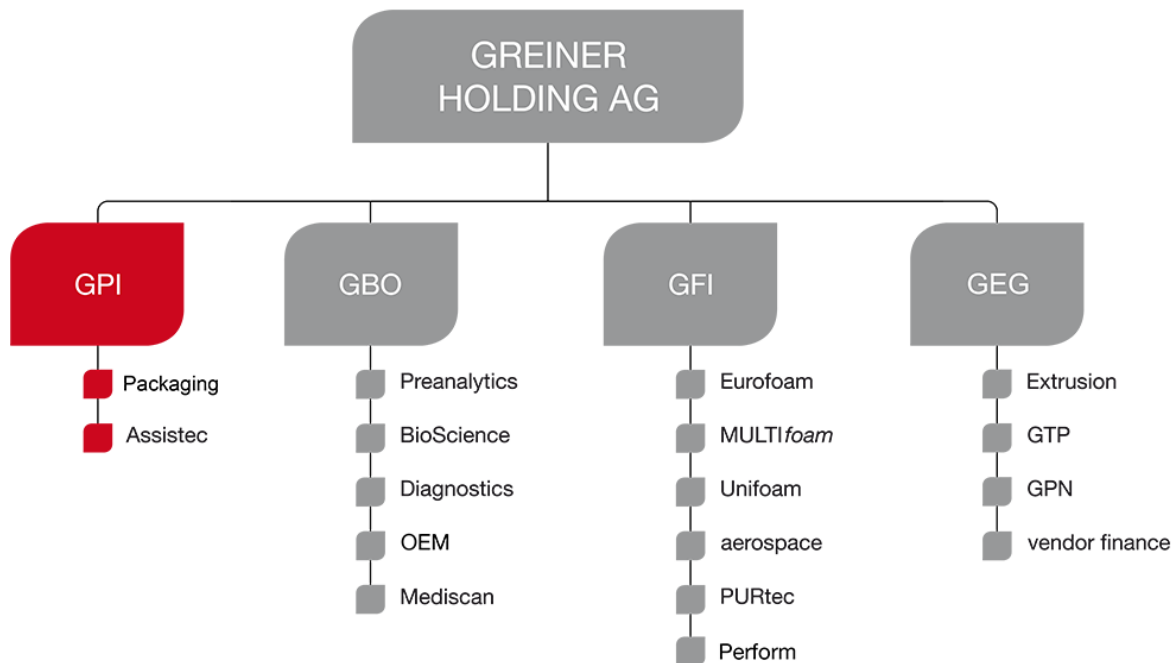 GREINER
HOLDING AG
GPI
Packaging
Assistec
GBO
Preanalytics
BioScience
Diagnostics
OEM
Mediscan
GFI
Eurofoam
MULTIfoam
Unifoam
aerospace
PURtec
Perform
GEG
Extrusion
GTP
GPN
vendor finance